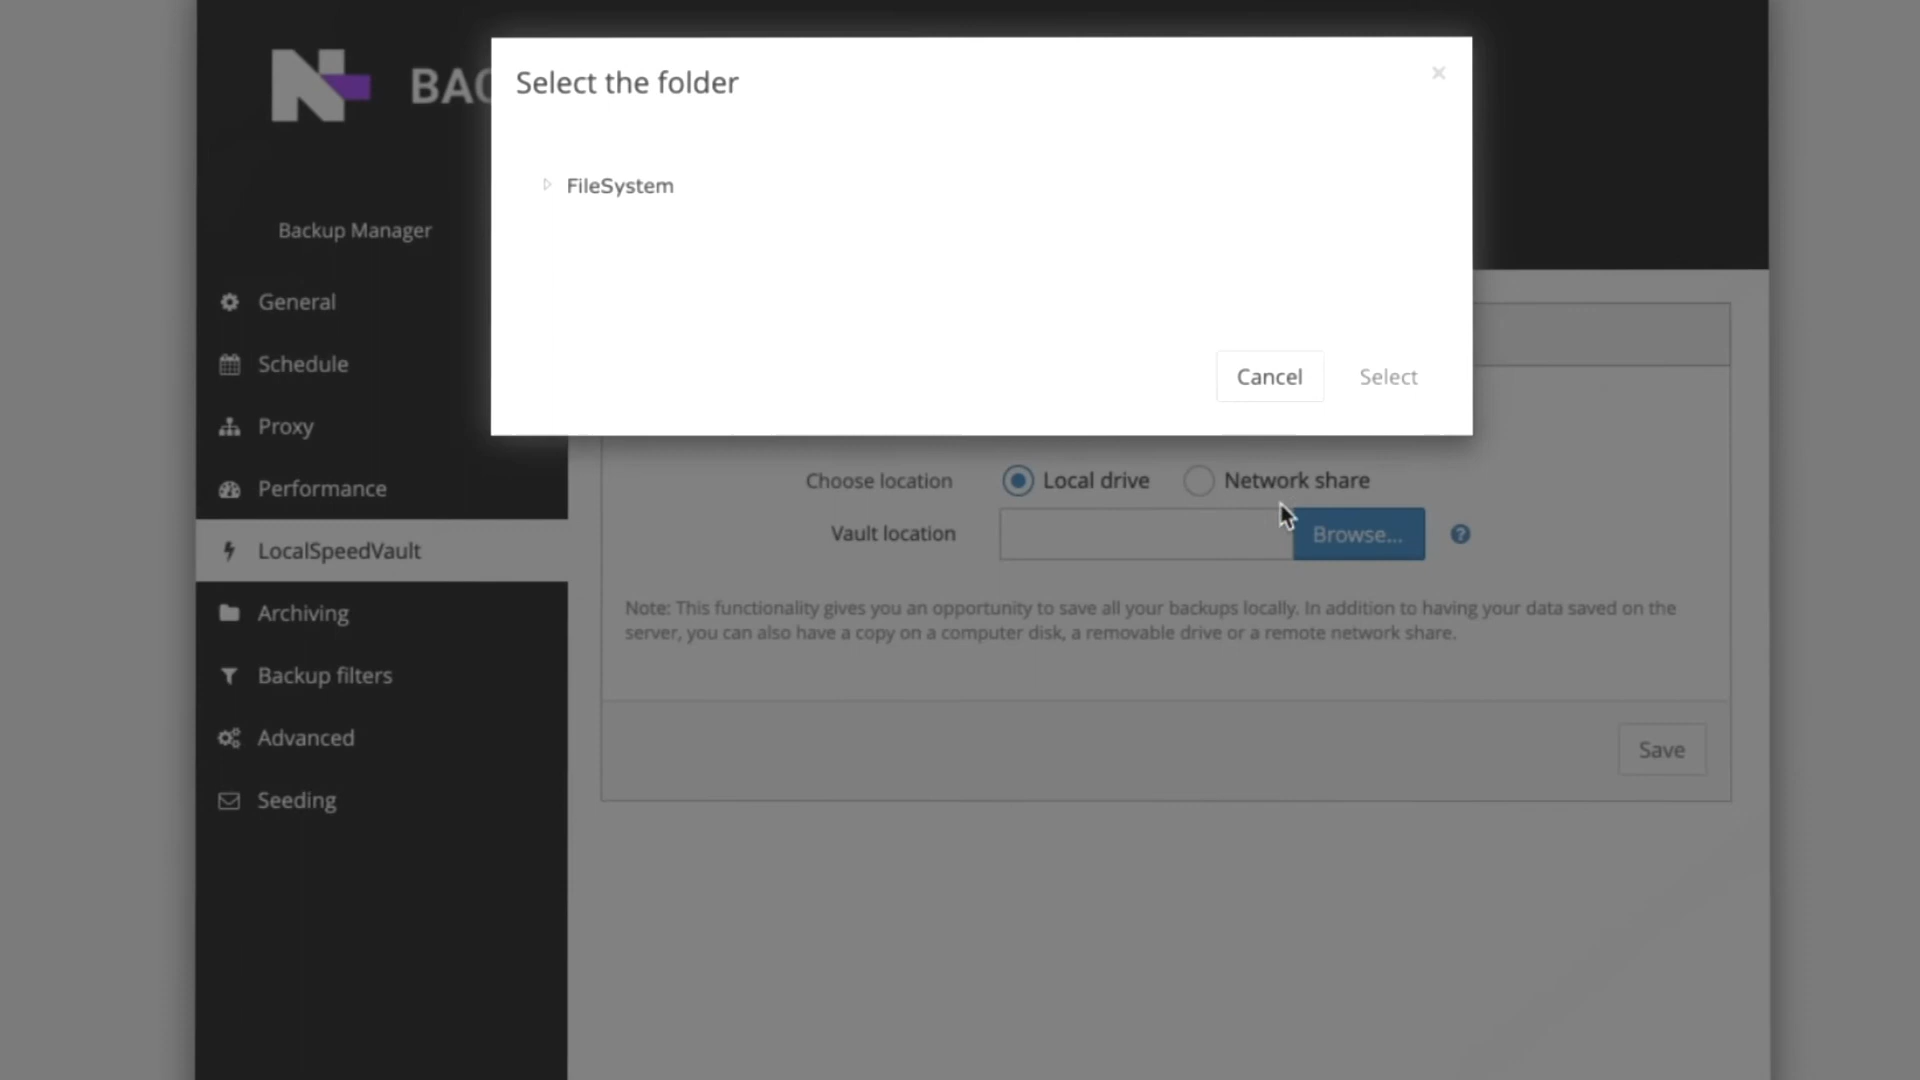 BAC
Select the folder
×
FileSystem
Cancel
Select
Backup Manager
General
Schedule
Proxy
Performance
LocalSpeedVault
Archiving
Backup filters
Advanced
Seeding
Choose location
Local drive
Network share
Vault location
Browse...
?
Note: This functionality gives you an opportunity to save all your backups locally. In addition to having your data saved on the
server, you can also have a copy on a computer disk, a removable drive or a remote network share.
Save